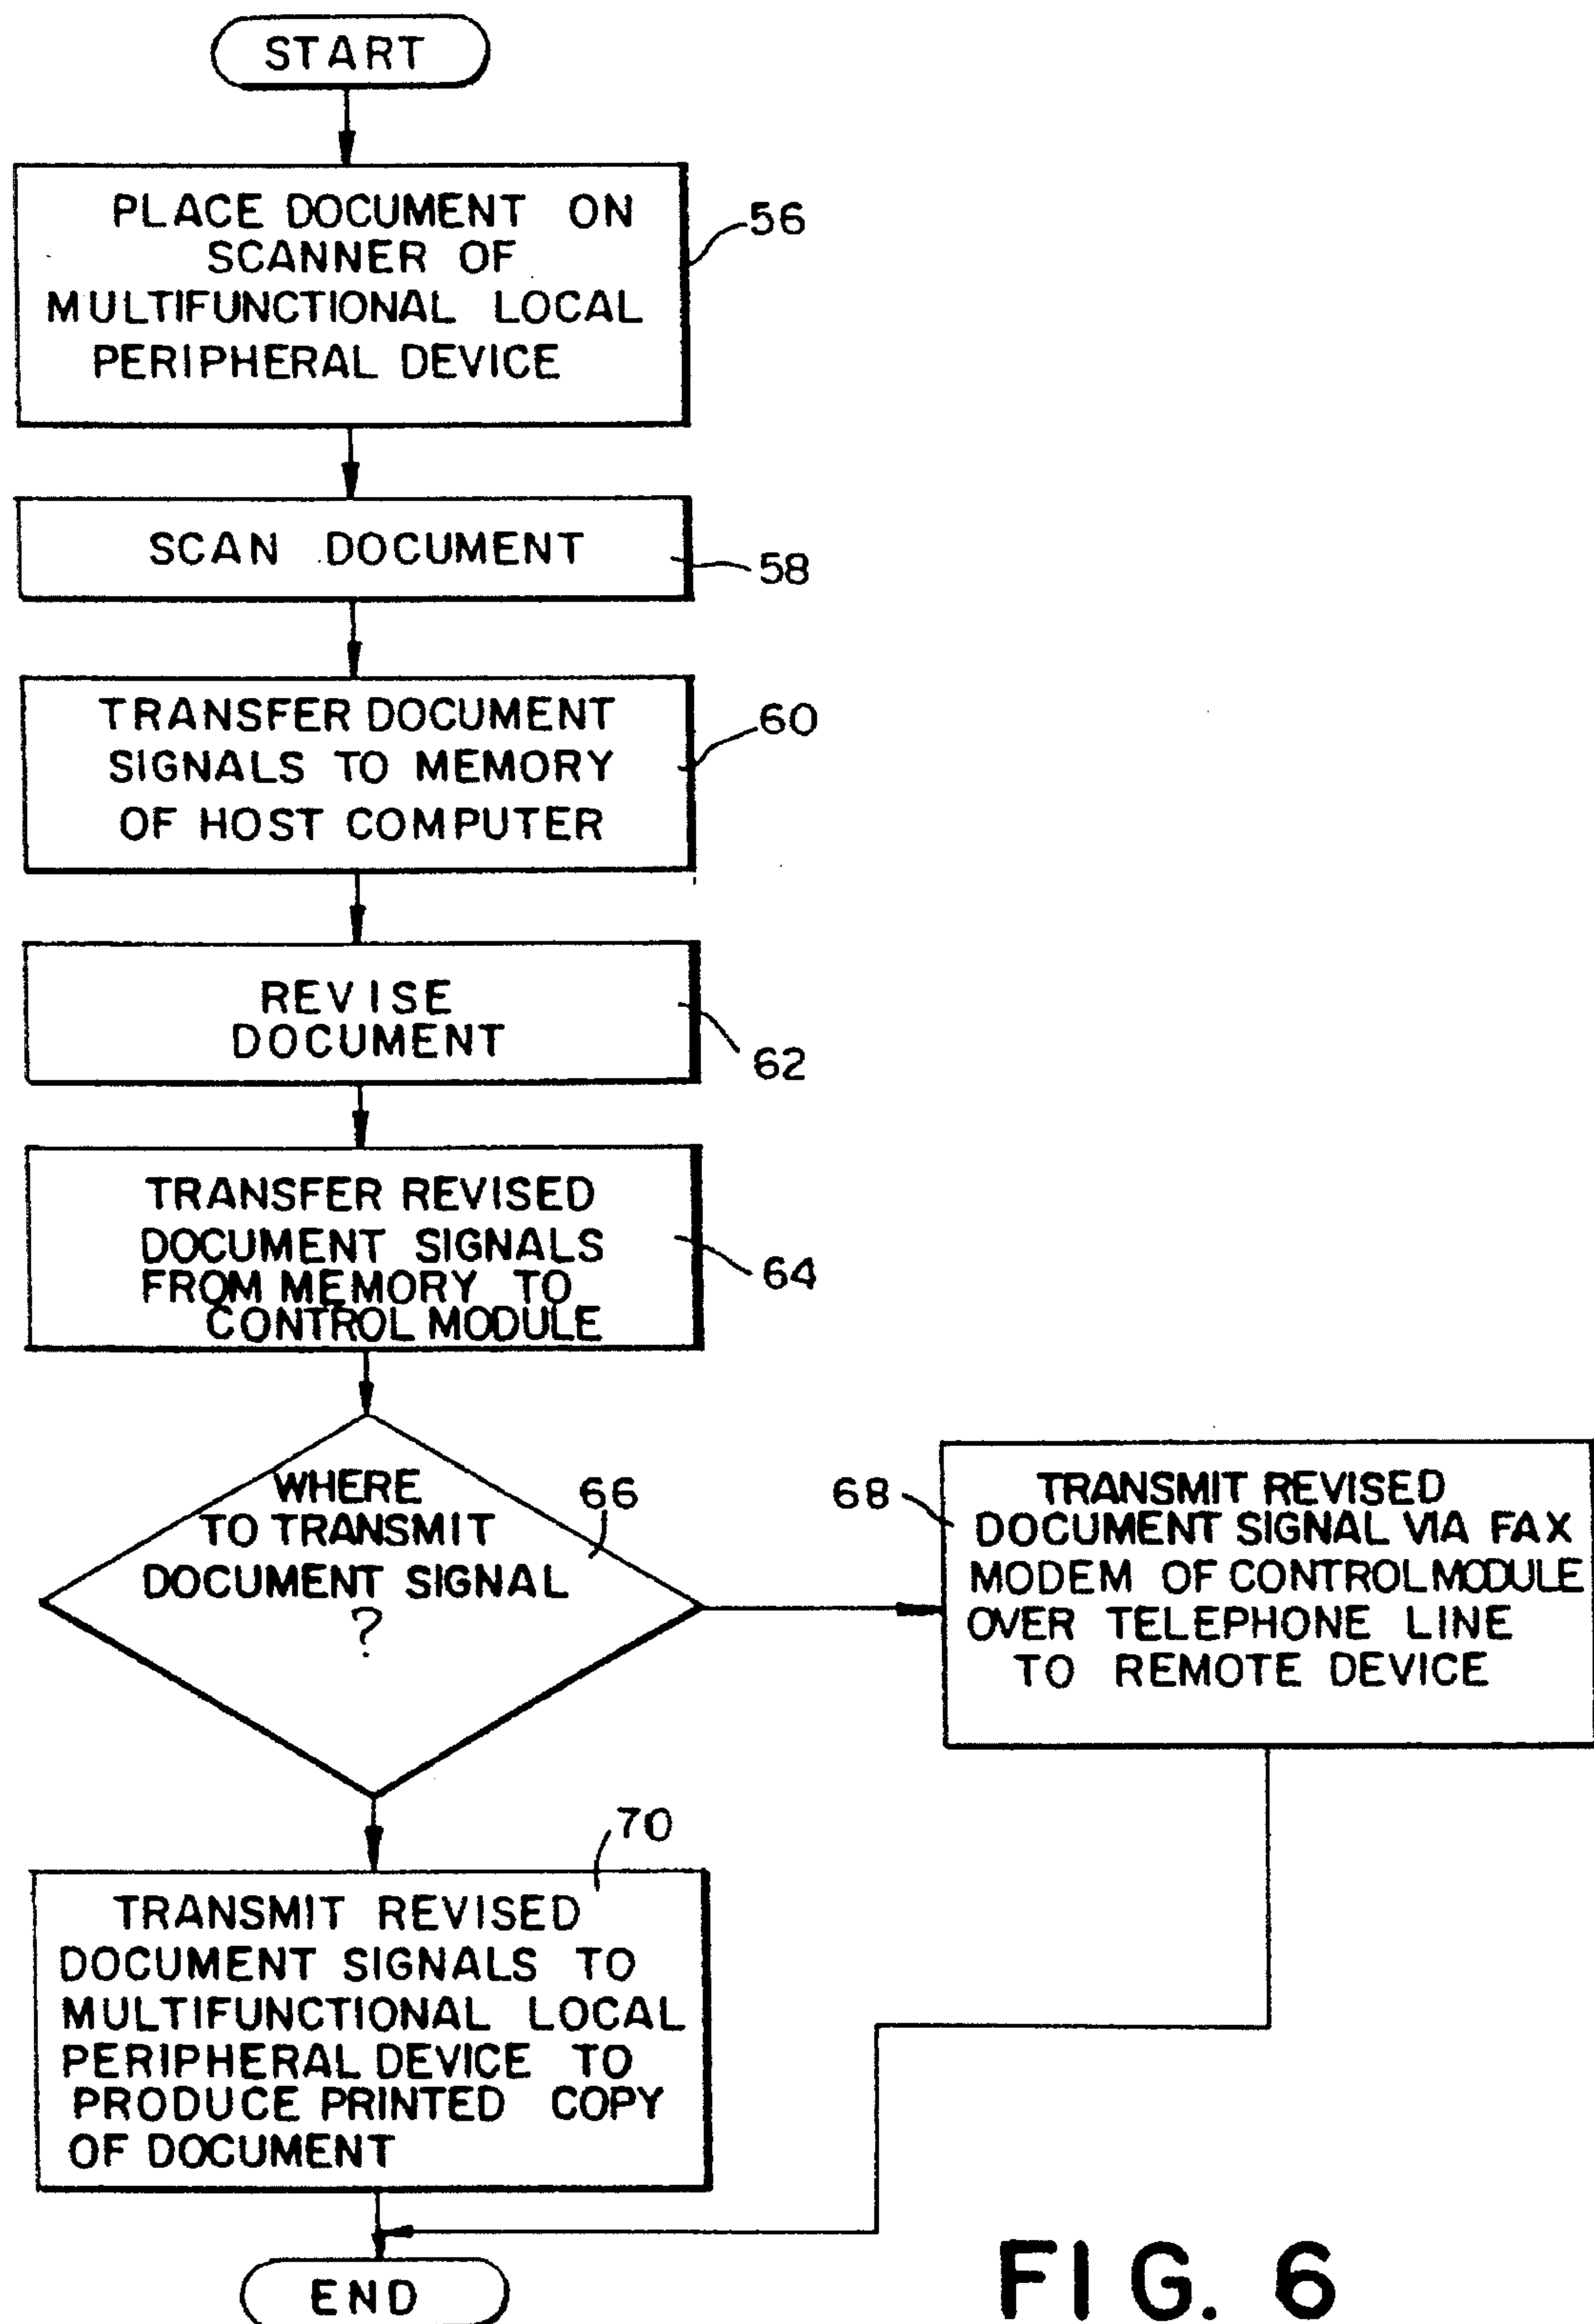 START
PLACE DOCUMENT ON
SCANNER OF
MULTIFUNCTIONAL LOCAL
PERIPHERAL DEVICE
56
SCAN DOCUMENT
58
TRANSFER DOCUMENT
SIGNALS TO MEMORY
OF HOST COMPUTER
60
REVISE
DOCUMENT
62
TRANSFER REVISED
DOCUMENT SIGNALS
FROM MEMORY TO
CONTROL MODULE
64
WHERE
TO TRANSMIT
DOCUMENT SIGNAL
?
66
68
TRANSMIT REVISED
DOCUMENT SIGNAL VIA FAX
MODEM OF CONTROL MODULE
OVER TELEPHONE LINE
TO REMOTE DEVICE
70
TRANSMIT REVISED
DOCUMENT SIGNALS TO
MULTIFUNCTIONAL LOCAL
PERIPHERAL DEVICE TO
PRODUCE PRINTED COPY
OF DOCUMENT
END
FIG. 6